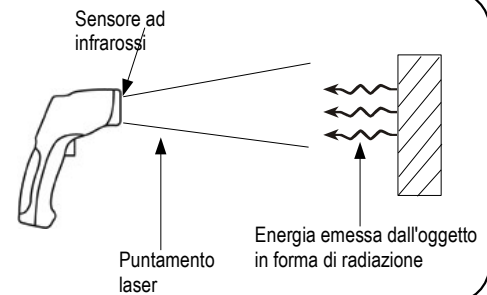 Sensore ad
infrarossi
Puntamento
laser
Energia emessa dall'oggetto
in forma di radiazione